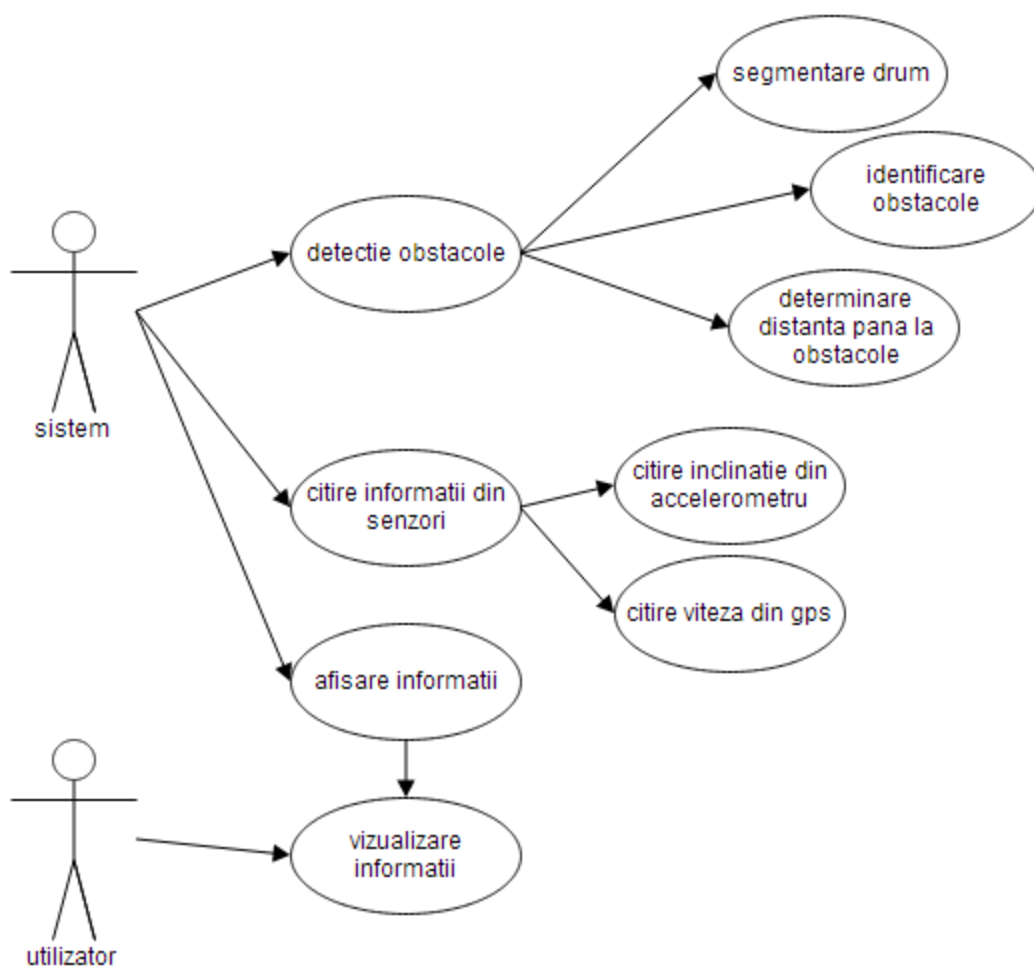 segmentare drum
identificare
obstacole
detectie obstacole
determinare
distanta pana la
obstacole
sistem
citire informatii din
senzori
citire inclinatie din
accelerometru
citire viteza din gps
afisare informatii
vizualizare
informatii
utilizator